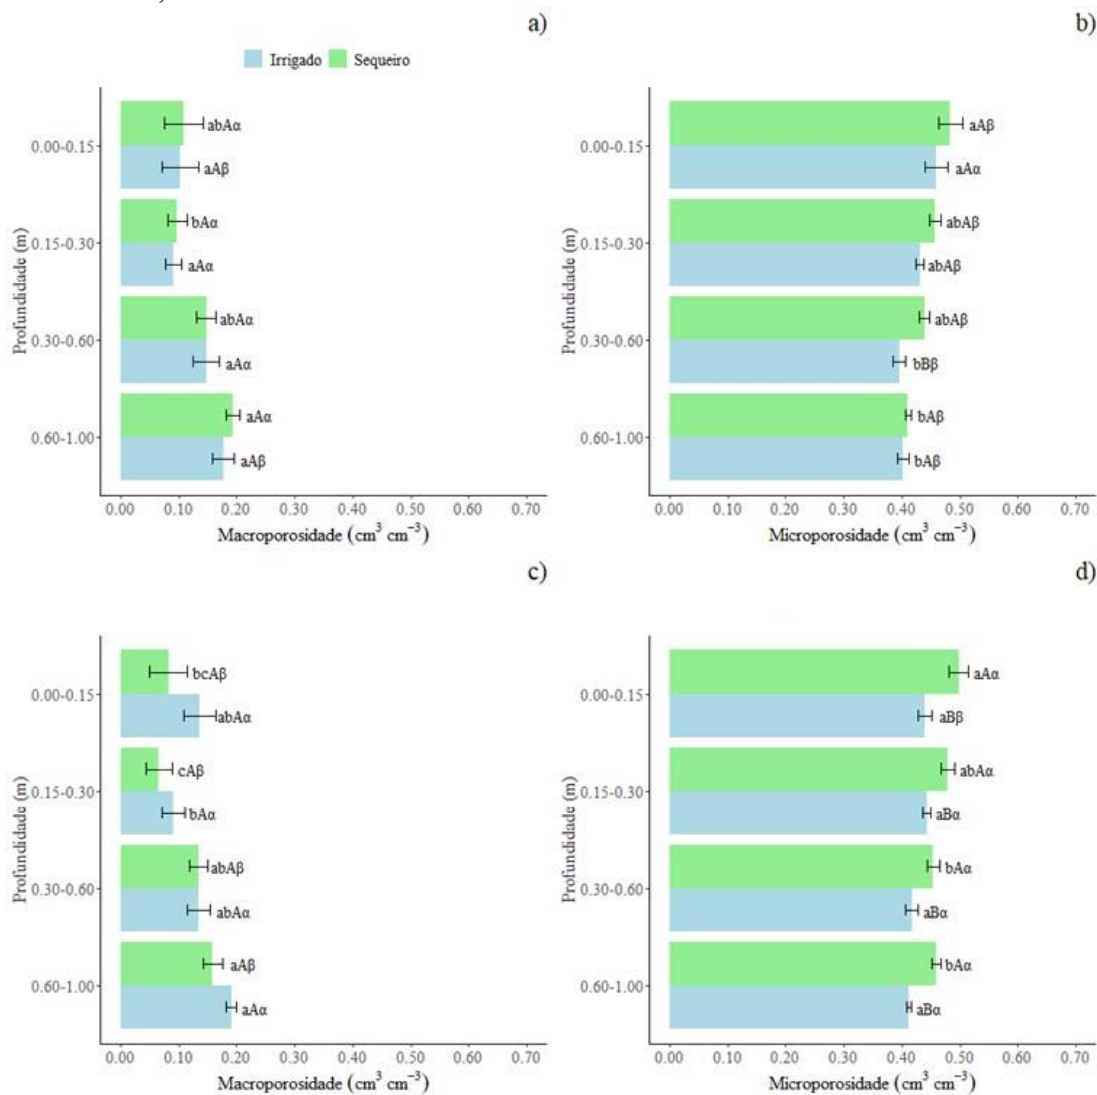 a)
Irrigado Sequeiro
Profundidade (m)
0.00-0.15
0.15-0.30
0.30-0.60
0.60-1.00
abAα
aAβ
bAα
aAα
abAα
aAα
aAα
aAβ
0.00 0.10 0.20 0.30 0.40 0.50 0.60 0.70
Macroporosidade (cm³ cm⁻³)
b)
Profundidade (m)
0.00-0.15
0.15-0.30
0.30-0.60
0.60-1.00
aAβ
aAα
abAβ
abAβ
abAβ
bBβ
bAβ
bAβ
0.00 0.10 0.20 0.30 0.40 0.50 0.60 0.70
Microporosidade (cm³ cm⁻³)
c)
Profundidade (m)
0.00-0.15
0.15-0.30
0.30-0.60
0.60-1.00
bcAβ
abAα
cAβ
bAα
abAβ
abAα
aAβ
aAα
0.00 0.10 0.20 0.30 0.40 0.50 0.60 0.70
Macroporosidade (cm³ cm⁻³)
d)
Profundidade (m)
0.00-0.15
0.15-0.30
0.30-0.60
0.60-1.00
aAα
aBβ
abAα
aBα
bAα
aBα
bAα
aBα
0.00 0.10 0.20 0.30 0.40 0.50 0.60 0.70
Microporosidade (cm³ cm⁻³)